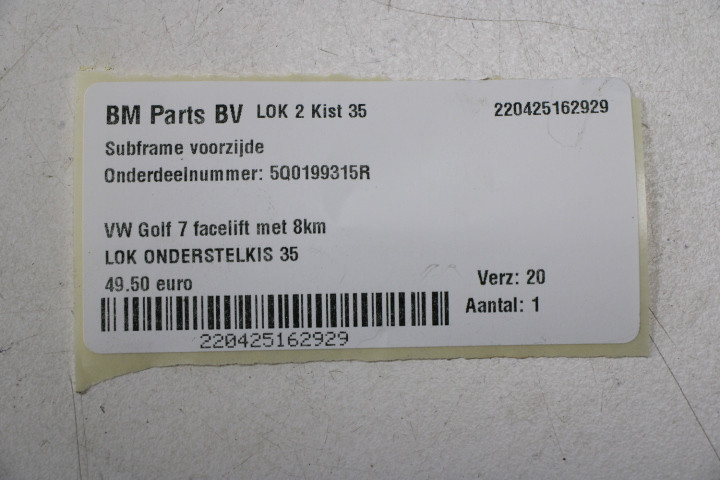 BM Parts BV LOK 2 Kist 35 220425162929
Subframe voorzijde
Onderdeelnummer: 5Q0199315R
VW Golf 7 facelift met 8km
LOK ONDERSTELKIS 35
49.50 euro Verz: 20
Aantal: 1
220425162929